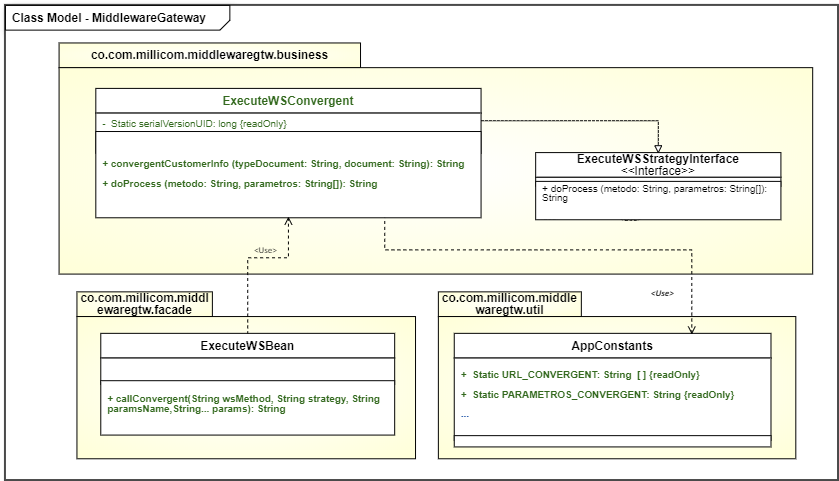 Class Model - MiddlewareGateway
co.com.millicom.middlewaregtw.business
ExecuteWSConvergent
- Static serialVersionUID: long {readOnly}
+ convergentCustomerInfo (typeDocument: String, document: String): String
+ doProcess (metodo: String, parametros: String[]): String
ExecuteWSStrategyInterface
<<Interface>>
+ doProcess (metodo: String, parametros: String[]):
String
<Use>
<Use>
co.com.millicom.middl
ewaregtw.facade
ExecuteWSBean
+ callConvergent(String wsMethod, String strategy, String
paramsName,String... params): String
co.com.millicom.middle
waregtw.util
AppConstants
+ Static URL_CONVERGENT: String [ ] {readOnly}
+ Static PARAMETROS_CONVERGENT: String {readOnly}
...